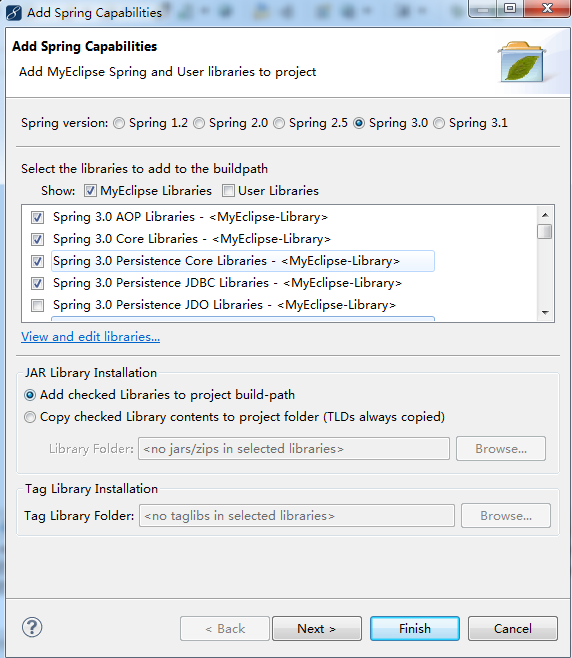 Add Spring Capabilities
Add Spring Capabilities
Add MyEclipse Spring and User libraries to project
Spring version: Spring 1.2 Spring 2.0 Spring 2.5 Spring 3.0 Spring 3.1
Select the libraries to add to the buildpath
Show: MyEclipse Libraries User Libraries
Spring 3.0 AOP Libraries - <MyEclipse-Library>
Spring 3.0 Core Libraries - <MyEclipse-Library>
Spring 3.0 Persistence Core Libraries - <MyEclipse-Library>
Spring 3.0 Persistence JDBC Libraries - <MyEclipse-Library>
Spring 3.0 Persistence JDO Libraries - <MyEclipse-Library>
View and edit libraries...
JAR Library Installation
Add checked Libraries to project build-path
Copy checked Library contents to project folder (TLDs always copied)
Library Folder: <no jars/zips in selected libraries> Browse...
Tag Library Installation
Tag Library Folder: <no taglibs in selected libraries> Browse...
? < Back Next > Finish Cancel